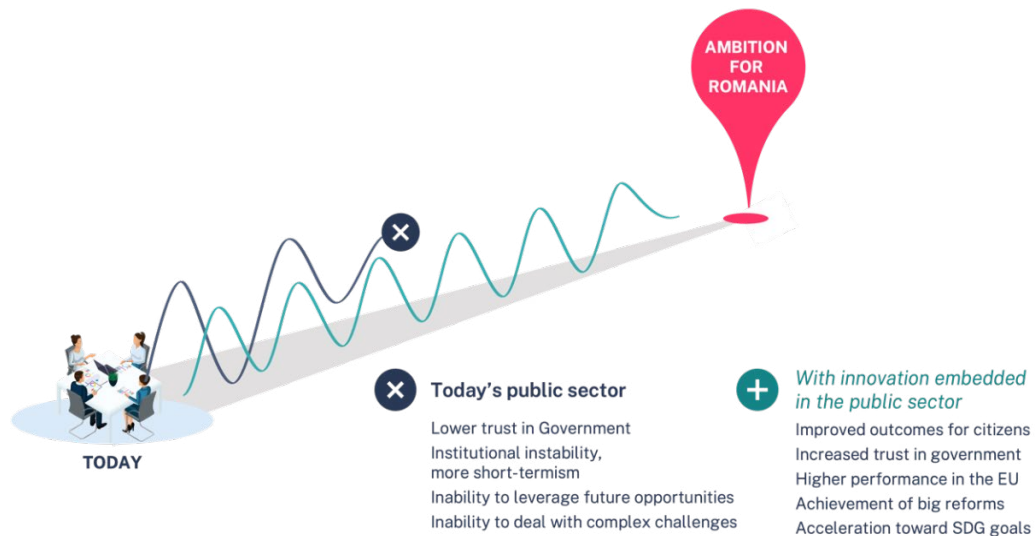 AMBITION
FOR
ROMANIA
TODAY
Today's public sector
Lower trust in Government
Institutional instability,
more short-termism
Inability to leverage future opportunities
Inability to deal with complex challenges
With innovation embedded
in the public sector
Improved outcomes for citizens
Increased trust in government
Higher performance in the EU
Achievement of big reforms
Acceleration toward SDG goals